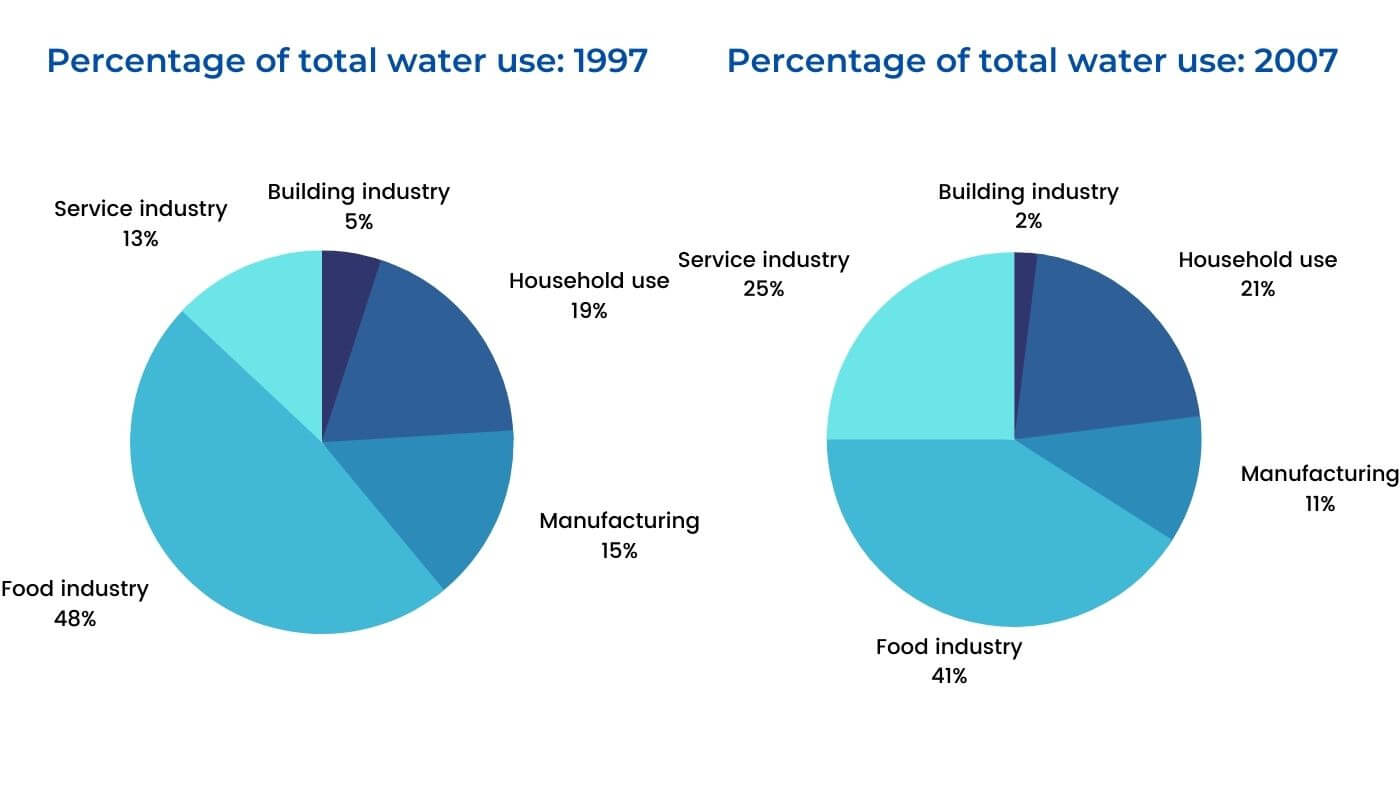 Percentage of total water use: 1997
Building industry
5%
Service industry
13%
Household use
19%
Manufacturing
15%
Food industry
48%
Percentage of total water use: 2007
Building industry
2%
Service industry
25%
Household use
21%
Manufacturing
11%
Food industry
41%